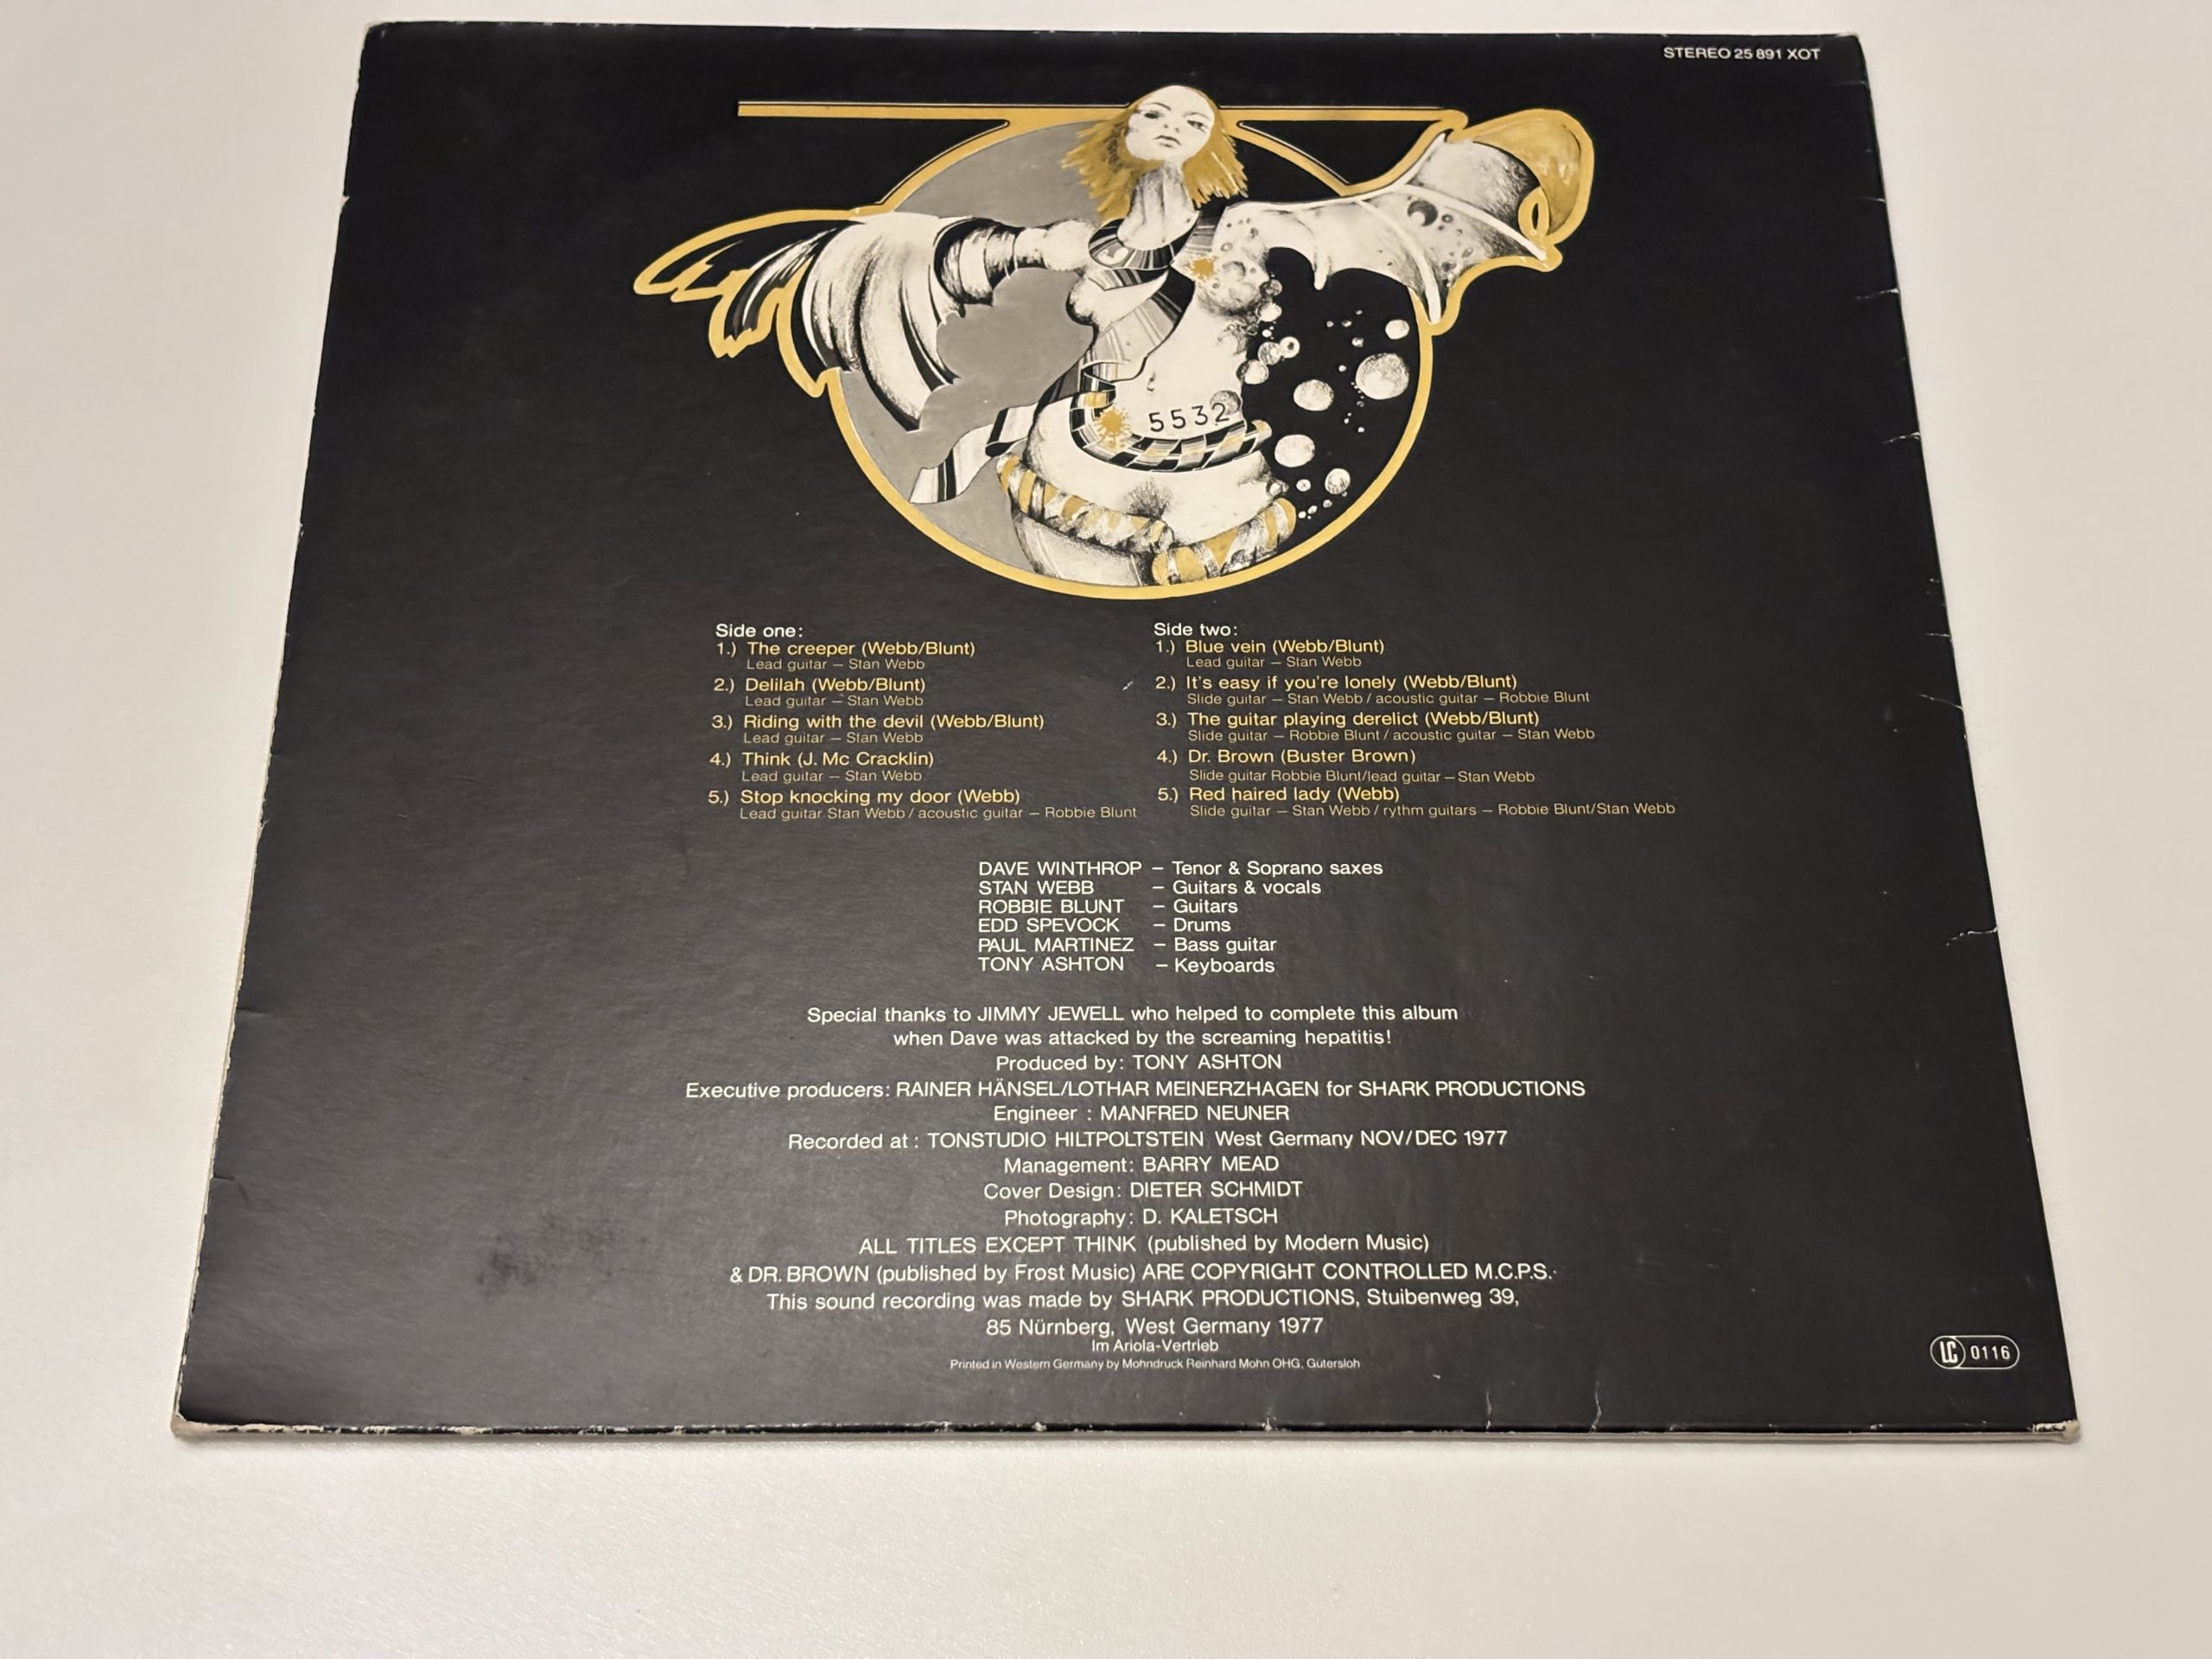 STEREO 25 891 XOT
5532
Side one:
1.) The creeper (Webb/Blunt)
Lead guitar – Stan Webb
2.) Delilah (Webb/Blunt)
Lead guitar – Stan Webb
3.) Riding with the devil (Webb/Blunt)
Lead guitar – Stan Webb
4.) Think (J. Mc Cracklin)
Lead guitar – Stan Webb
5.) Stop knocking my door (Webb)
Lead guitar Stan Webb / acoustic guitar – Robbie Blunt
Side two:
1.) Blue vein (Webb/Blunt)
Lead guitar – Stan Webb
2.) It's easy if you're lonely (Webb/Blunt)
Slide guitar – Stan Webb / acoustic guitar – Robbie Blunt
3.) The guitar playing derelict (Webb/Blunt)
Slide guitar – Robbie Blunt / acoustic guitar – Stan Webb
4.) Dr. Brown (Buster Brown)
Slide guitar Robbie Blunt/lead guitar – Stan Webb
5.) Red haired lady (Webb)
Slide guitar – Stan Webb / rythm guitars – Robbie Blunt/Stan Webb
DAVE WINTHROP – Tenor & Soprano saxes
STAN WEBB – Guitars & vocals
ROBBIE BLUNT – Guitars
EDD SPEVOCK – Drums
PAUL MARTINEZ – Bass guitar
TONY ASHTON – Keyboards
Special thanks to JIMMY JEWELL who helped to complete this album
when Dave was attacked by the screaming hepatitis!
Produced by: TONY ASHTON
Executive producers: RAINER HÄNSEL/LOTHAR MEINERZHAGEN for SHARK PRODUCTIONS
Engineer : MANFRED NEUNER
Recorded at : TONSTUDIO HILTPOLTSTEIN West Germany NOV/DEC 1977
Management: BARRY MEAD
Cover Design: DIETER SCHMIDT
Photography: D. KALETSCH
ALL TITLES EXCEPT THINK (published by Modern Music)
& DR. BROWN (published by Frost Music) ARE COPYRIGHT CONTROLLED M.C.P.S.
This sound recording was made by SHARK PRODUCTIONS, Stuibenweg 39,
85 Nürnberg, West Germany 1977
Im Ariola-Vertrieb
Printed in Western Germany by Mohndruck Reinhard Mohn OHG, Gütersloh
LC 0116